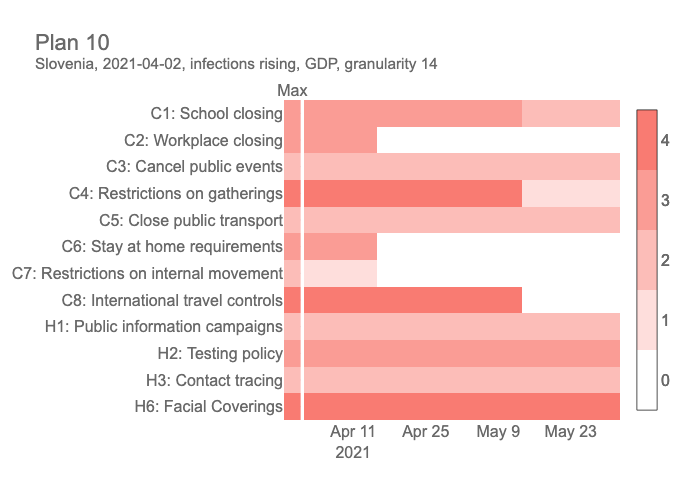 Plan 10
Slovenia, 2021-04-02, infections rising, GDP, granularity 14
Max
C1: School closing
C2: Workplace closing
C3: Cancel public events
C4: Restrictions on gatherings
C5: Close public transport
C6: Stay at home requirements
C7: Restrictions on internal movement
C8: International travel controls
H1: Public information campaigns
H2: Testing policy
H3: Contact tracing
H6: Facial Coverings
Apr 11 Apr 25 May 9 May 23
2021
4
3
2
1
0